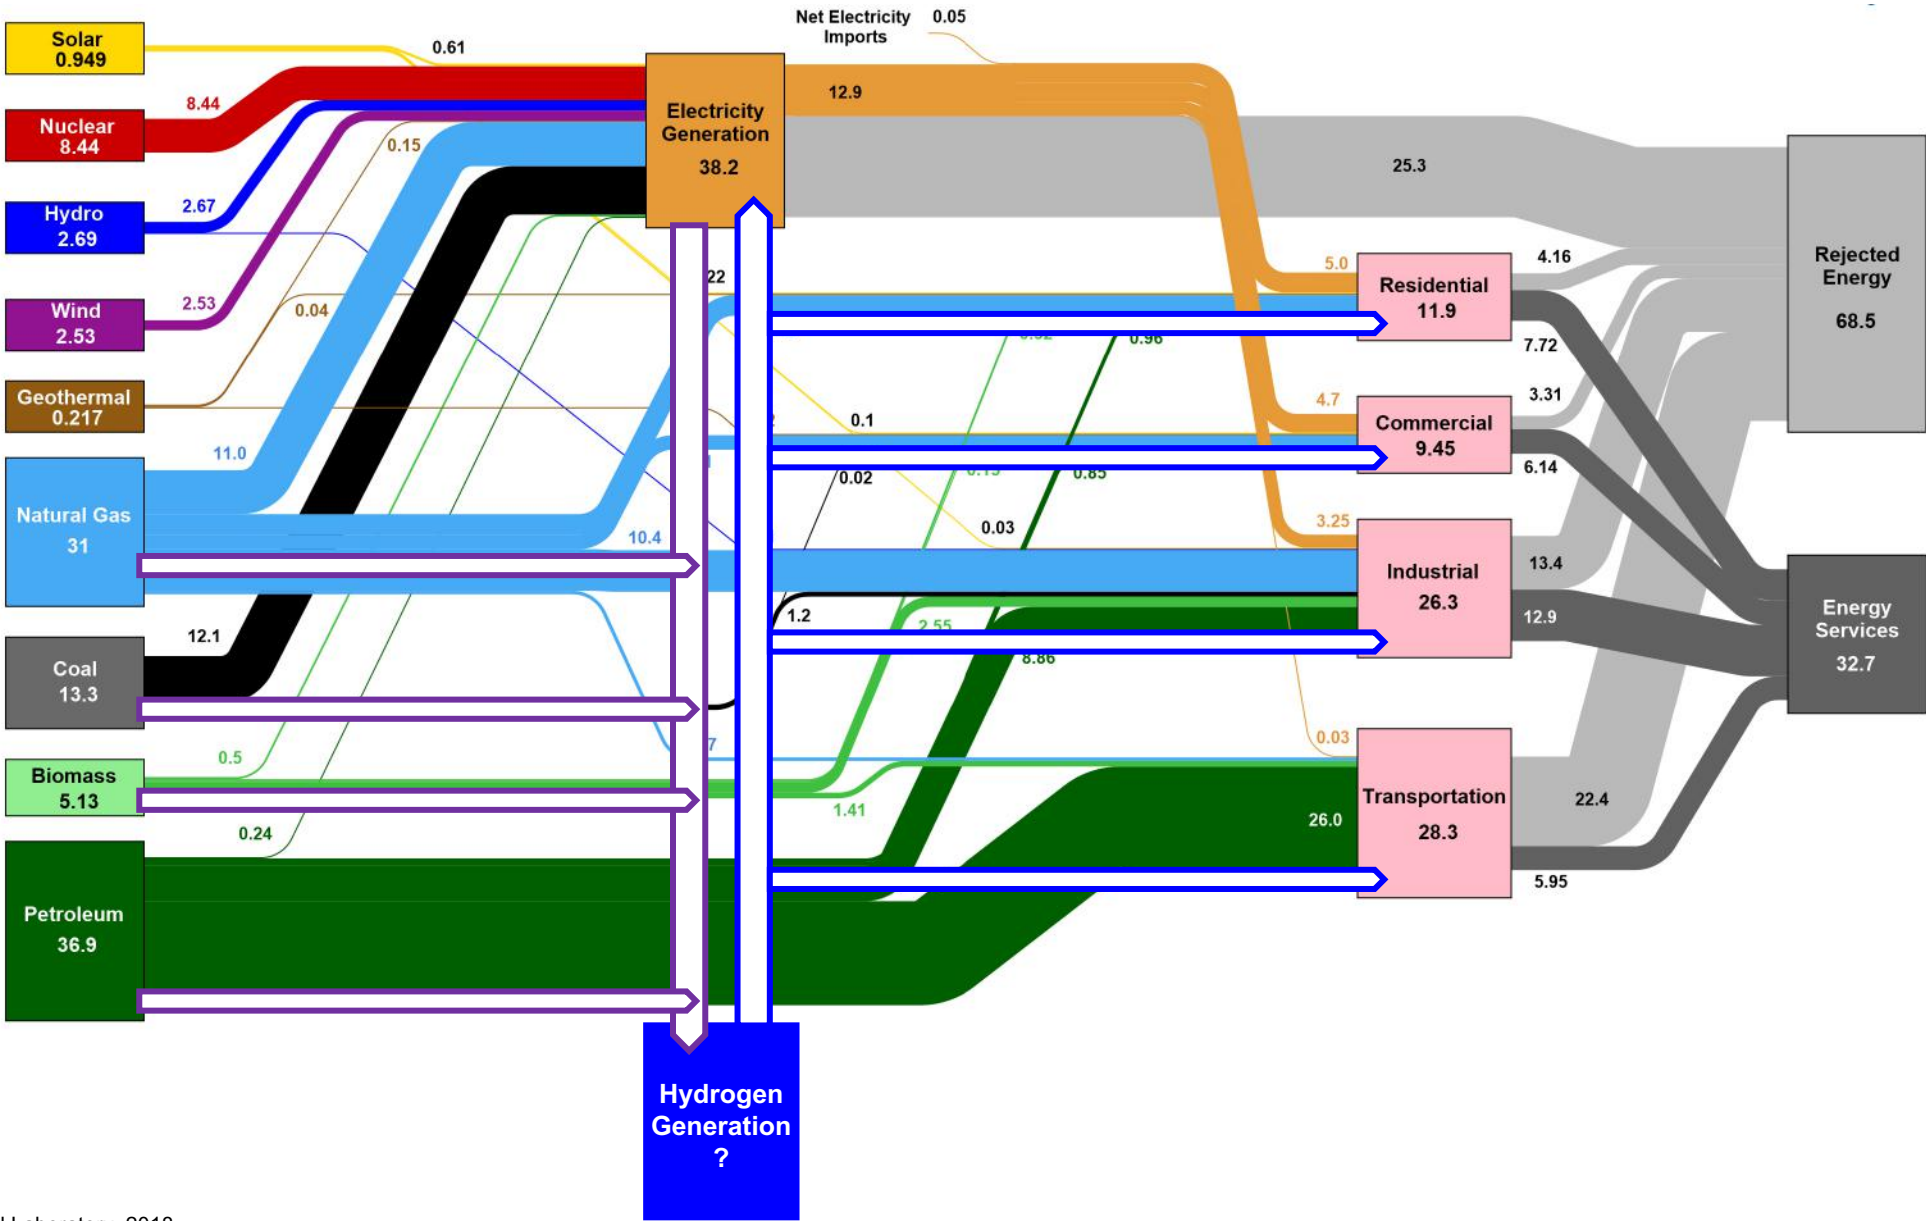 Net Electricity
Imports
0.05
Solar
0.949
0.61
Nuclear
8.44
8.44
Hydro
2.69
2.67
Wind
2.53
2.53
Geothermal
0.217
0.15
0.04
Natural Gas
31
11.0
10.4
Coal
13.3
12.1
Biomass
5.13
0.5
Petroleum
36.9
0.24
Electricity
Generation
38.2
12.9
25.3
22
0.1
0.02
0.03
0.96
0.85
1.2
2.55
8.86
7
1.41
5.0
4.7
3.25
0.03
26.0
Residential
11.9
Commercial
9.45
Industrial
26.3
Transportation
28.3
4.16
7.72
3.31
6.14
13.4
12.9
22.4
5.95
Rejected
Energy
68.5
Energy
Services
32.7
Hydrogen
Generation
?
2018